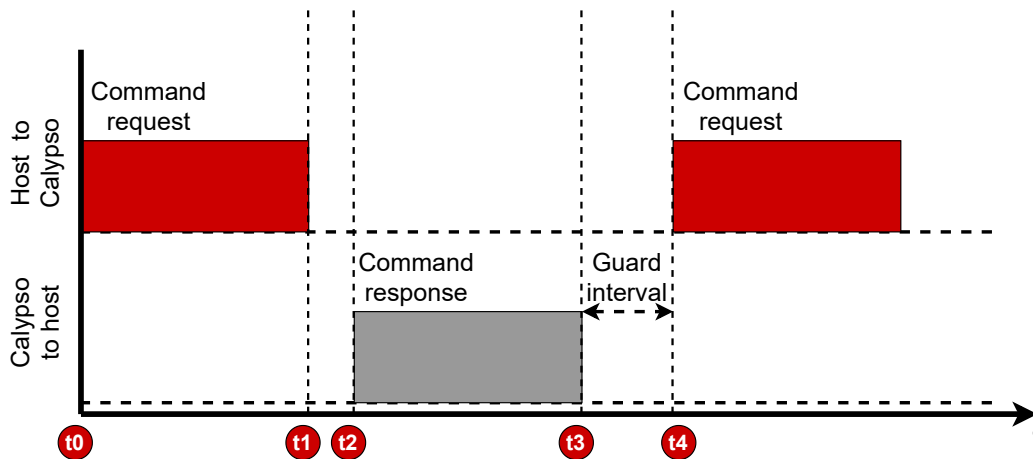 Host to
Calypso
Command
request
Command
request
Calypso
to host
Command
response
Guard
interval
t0
t1
t2
t3
t4